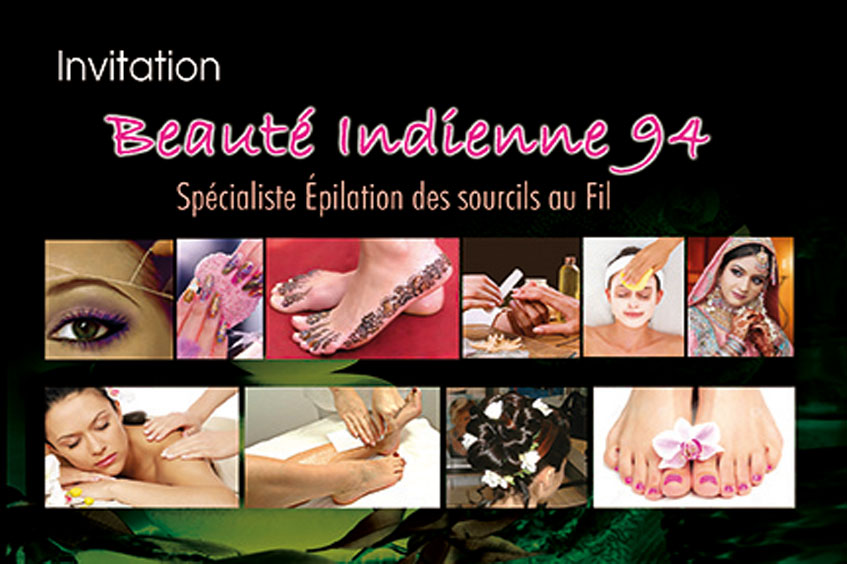 Invitation
Beauté Indienne 94
Spécialiste Épilation des sourcils au Fil